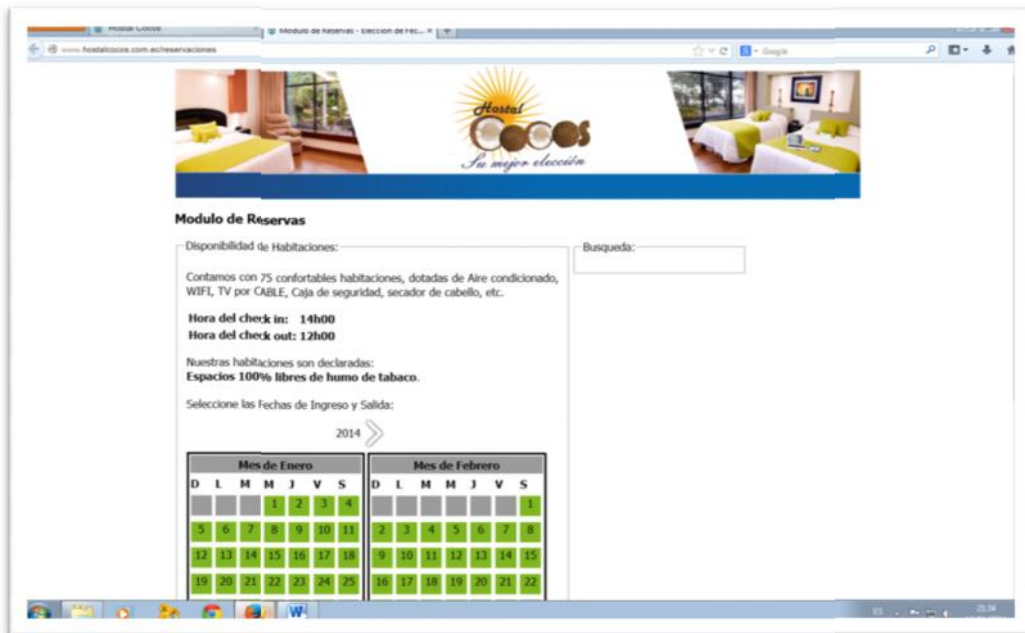 Hostal Cocos
Modulo de Reservas - Eleccion de Fec...
www.hostalcocos.com.ec/reservaciones
Google
Hostal
Cocos
Su mejor elección
Modulo de Reservas
Disponibilidad de Habitaciones:
Busqueda:
Contamos con 75 confortables habitaciones, dotadas de Aire condicionado,
WIFI, TV por CABLE, Caja de seguridad, secador de cabello, etc.
Hora del check in: 14h00
Hora del check out: 12h00
Nuestras habitaciones son declaradas:
Espacios 100% libres de humo de tabaco.
Seleccione las Fechas de Ingreso y Salida:
2014
Mes de Enero
D L M M J V S
1 2 3 4
5 6 7 8 9 10 11
12 13 14 15 16 17 18
19 20 21 22 23 24 25
Mes de Febrero
D L M M J V S
1
2 3 4 5 6 7 8
9 10 11 12 13 14 15
16 17 18 19 20 21 22
ES
21:34